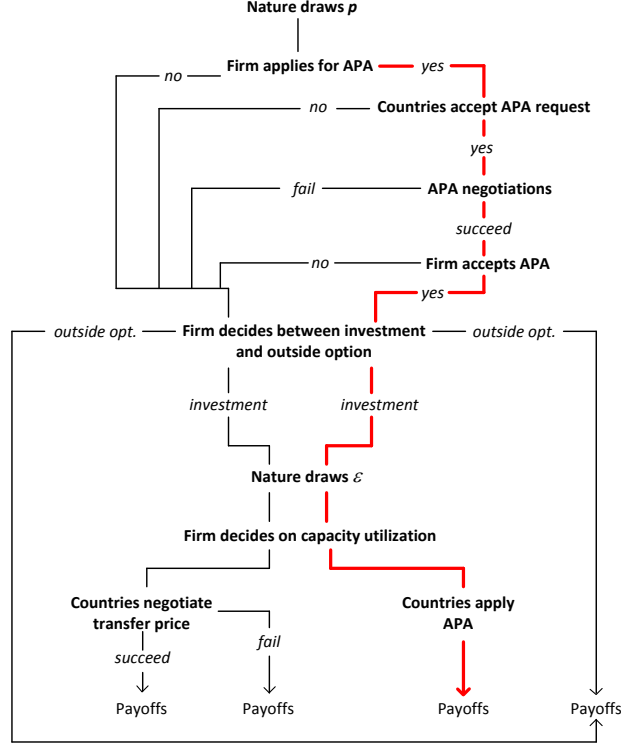 Nature draws p
Firm applies for APA
yes
no
no
Countries accept APA request
yes
fail
APA negotiations
succeed
no
Firm accepts APA
yes
outside opt.
Firm decides between investment
and outside option
outside opt.
investment
investment
Nature draws ε
Firm decides on capacity utilization
Countries negotiate
transfer price
Countries apply
APA
succeed
fail
Payoffs
Payoffs
Payoffs
Payoffs